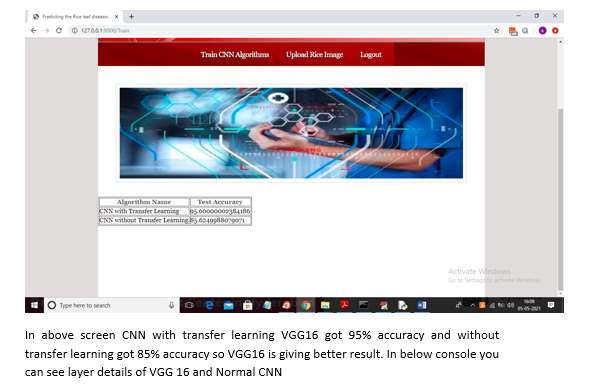 Predicting the Rice leaf diseases x +
127.0.0.1:8000/Train
Train CNN Algorithms Upload Rice Image Logout
Algorithm Name Test Accuracy
CNN with Transfer Learning 95.60000002384186
CNN without Transfer Learning 85.6249988079071
Activate Windows
Go to Settings to activate Windows.
Type here to search
18:09
05-05-2021
In above screen CNN with transfer learning VGG16 got 95% accuracy and without
transfer learning got 85% accuracy so VGG16 is giving better result. In below console you
can see layer details of VGG 16 and Normal CNN